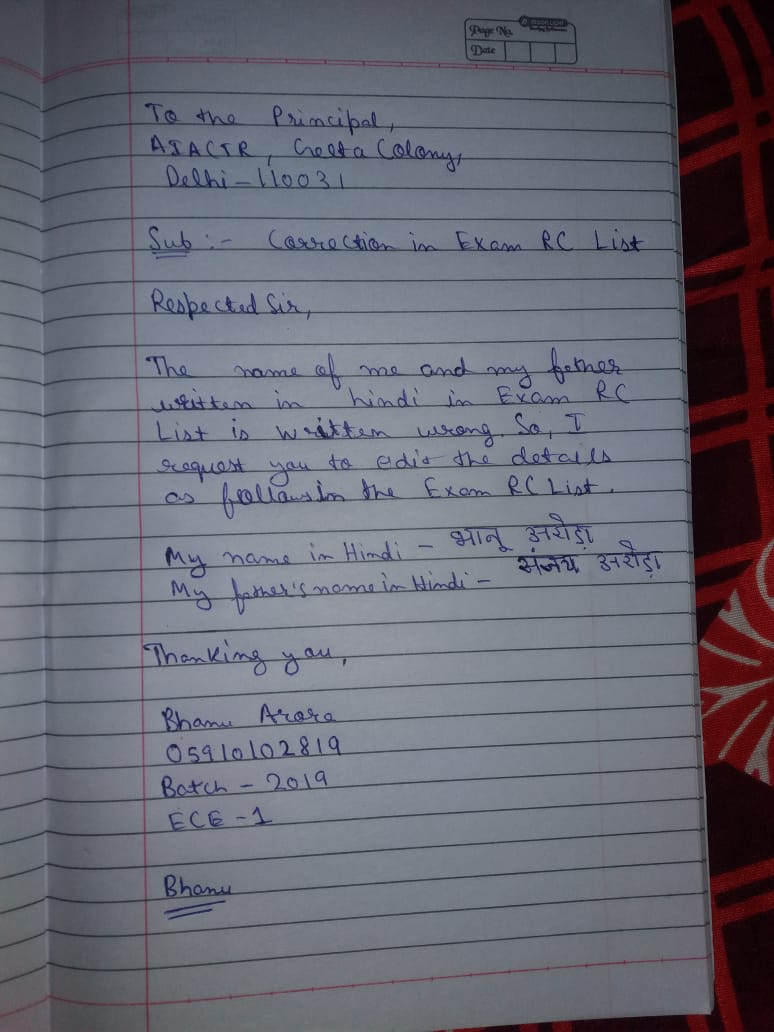 Page No.
Date
To the Principal,
AIACTR, Geeta Colony,
Delhi-110031
Sub :- Correction in Exam RC List
Respected Sir,
The name of me and my father
written in hindi in Exam RC
List is written wrong. So, I
request you to edit the details
as follows in the Exam RC List.
My name in Hindi - भानू अरोड़ा
My father's name in Hindi - संजय अरोड़ा
Thanking you,
Bhanu Arora
05910102819
Batch - 2019
ECE - 1
Bhanu